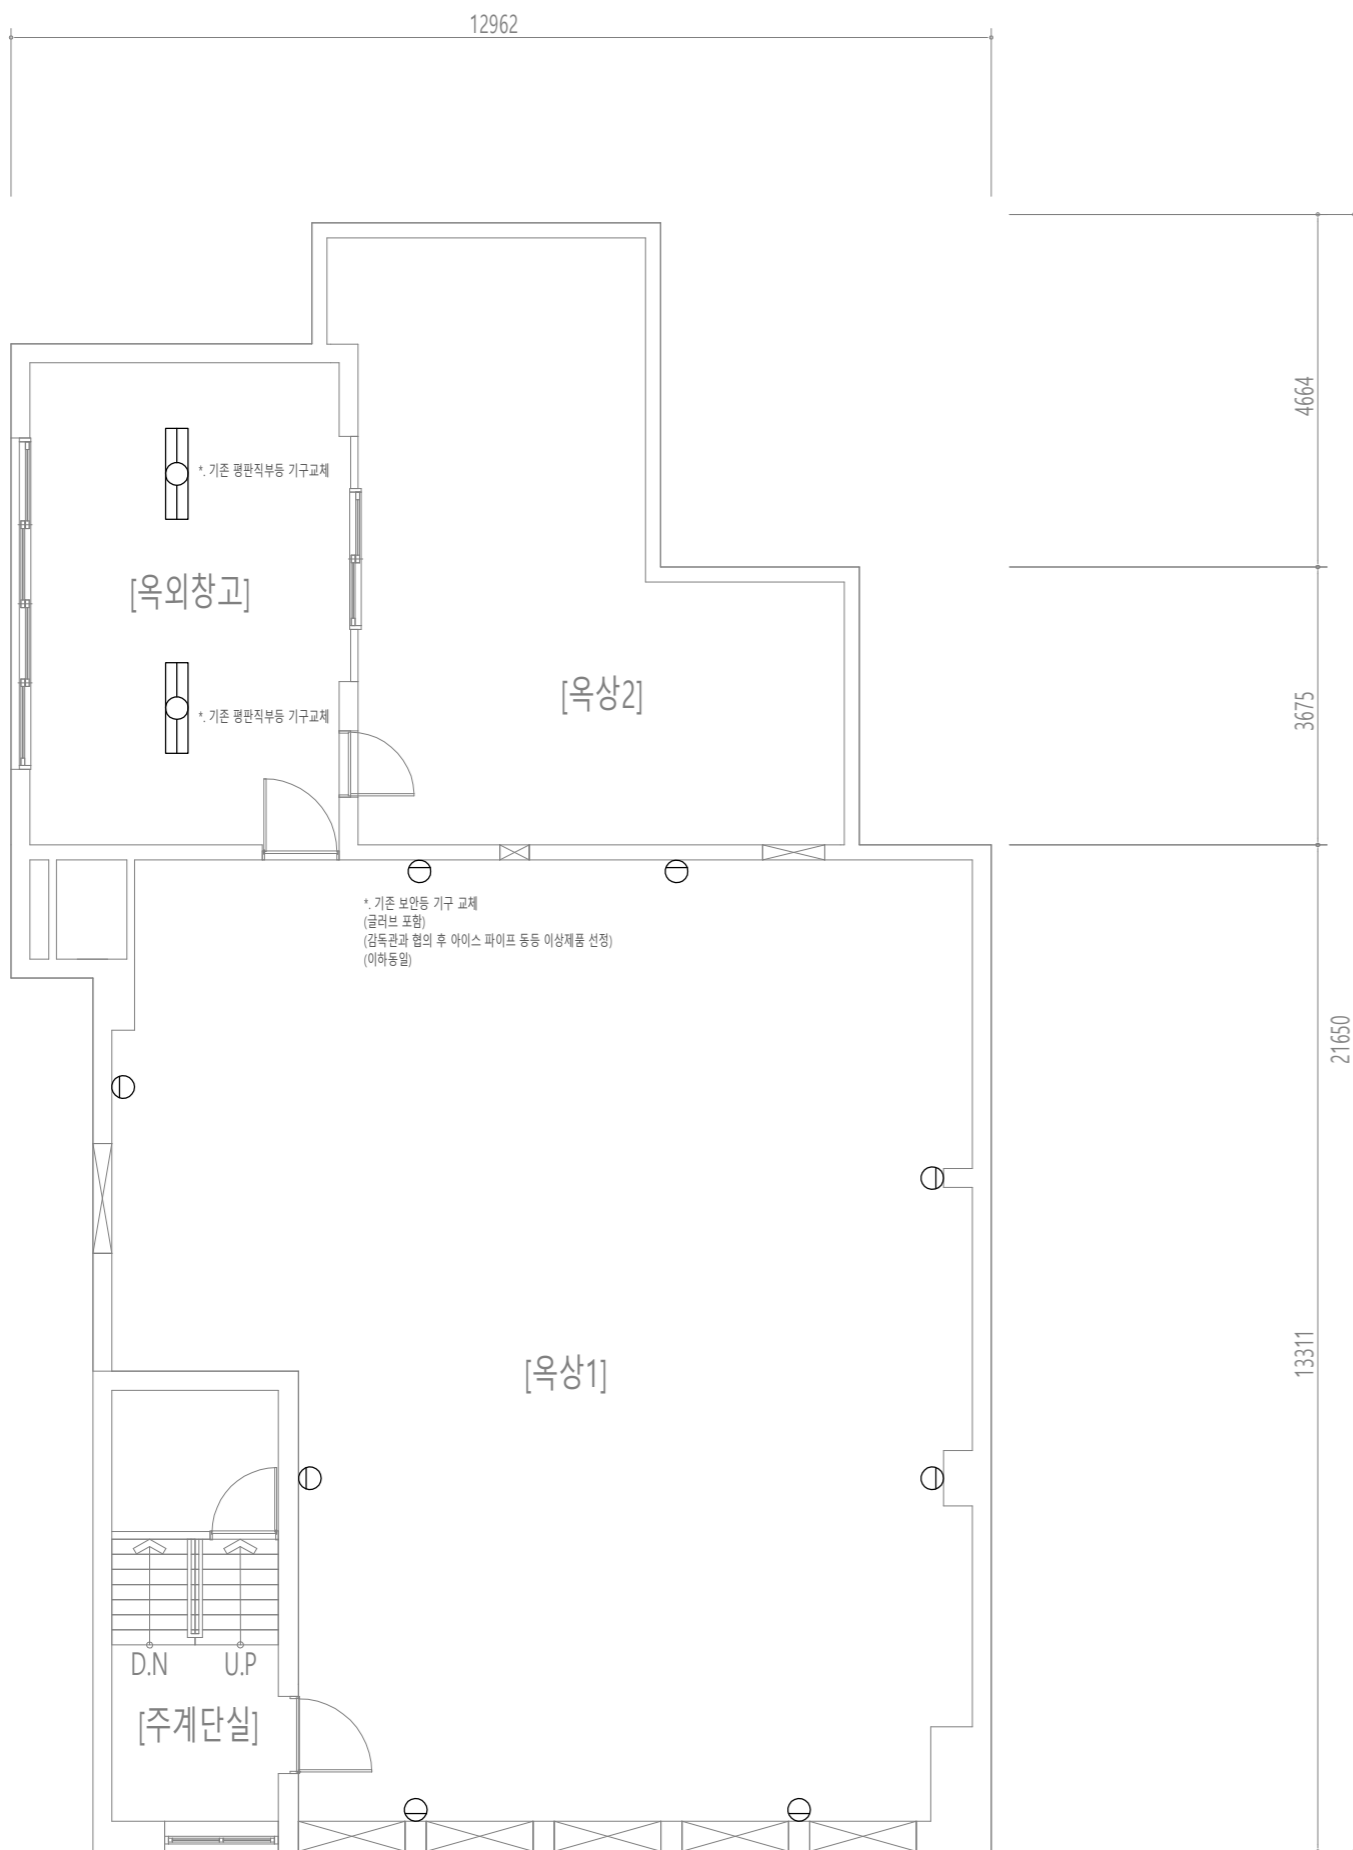 12962
4664
*. 기존 평판직부등 기구교체
[옥외창고]
[옥상2]
3675
*. 기존 평판직부등 기구교체
*. 기존 보안등 기구 교체
(글러브 포함)
(감독관과 협의 후 아이스 파이프 동등 이상제품 선정)
(이하동일)
21650
13311
[옥상1]
D.N
U.P
[주계단실]